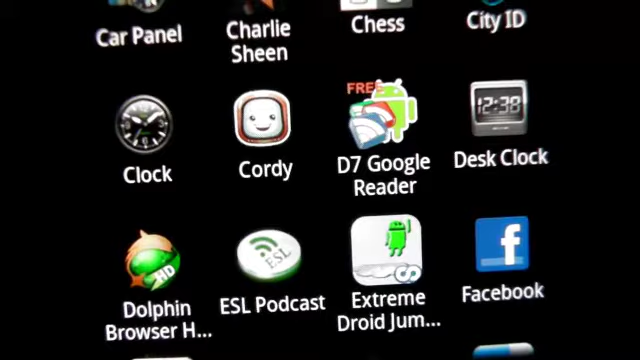 Car Panel
Charlie
Sheen
Chess
City ID
FREE
12:38
Clock
Cordy
D7 Google
Reader
Desk Clock
HD
ESL
f
Dolphin
Browser H...
ESL Podcast
Extreme
Droid Jum...
Facebook